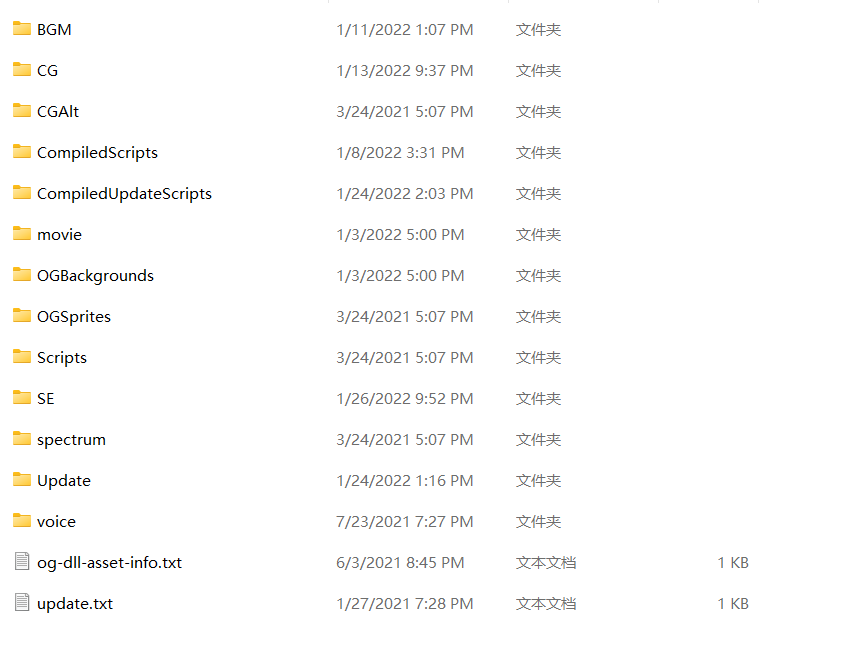 BGM 1/11/2022 1:07 PM 文件夹
CG 1/13/2022 9:37 PM 文件夹
CGAlt 3/24/2021 5:07 PM 文件夹
CompiledScripts 1/8/2022 3:31 PM 文件夹
CompiledUpdateScripts 1/24/2022 2:03 PM 文件夹
movie 1/3/2022 5:00 PM 文件夹
OGBackgrounds 1/3/2022 5:00 PM 文件夹
OGSprites 3/24/2021 5:07 PM 文件夹
Scripts 3/24/2021 5:07 PM 文件夹
SE 1/26/2022 9:52 PM 文件夹
spectrum 3/24/2021 5:07 PM 文件夹
Update 1/24/2022 1:16 PM 文件夹
voice 7/23/2021 7:27 PM 文件夹
og-dll-asset-info.txt 6/3/2021 8:45 PM 文本文档 1 KB
update.txt 1/27/2021 7:28 PM 文本文档 1 KB